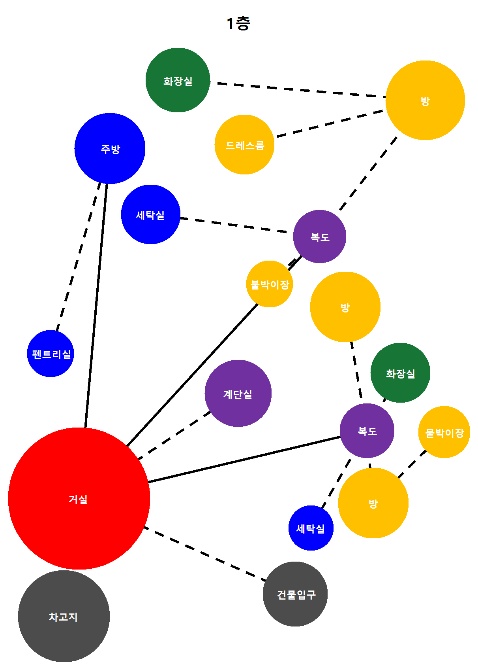 1층
화장실
방
드레스룸
주방
세탁실
복도
붙박이장
방
펜트리실
화장실
계단실
복도
붙박이장
거실
방
세탁실
건물입구
차고지